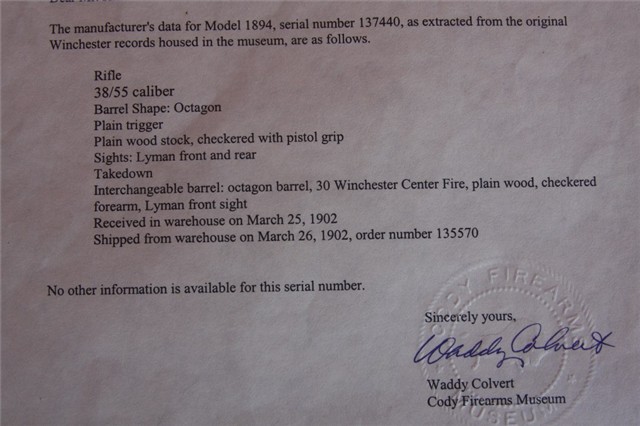 The manufacturer's data for Model 1894, serial number 137440, as extracted from the original
Winchester records housed in the museum, are as follows.
Rifle
38/55 caliber
Barrel Shape: Octagon
Plain trigger
Plain wood stock, checkered with pistol grip
Sights: Lyman front and rear
Takedown
Interchangeable barrel: octagon barrel, 30 Winchester Center Fire, plain wood, checkered
forearm, Lyman front sight
Received in warehouse on March 25, 1902
Shipped from warehouse on March 26, 1902, order number 135570
No other information is available for this serial number.
Sincerely yours,
Waddy Colvert
Waddy Colvert
Cody Firearms Museum
CODY FIREARMS
MUSEUM